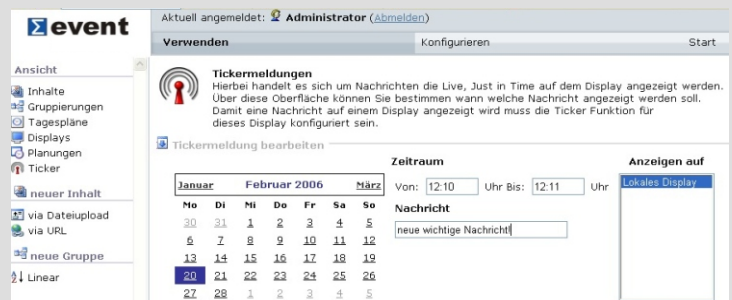 Σevent
Aktuell angemeldet: Administrator (Abmelden)
Verwenden Konfigurieren Start
Ansicht
Inhalte
Gruppierungen
Tagespläne
Displays
Planungen
Ticker
neuer Inhalt
via Dateiupload
via URL
neue Gruppe
Linear
Tickermeldungen
Hierbei handelt es sich um Nachrichten die Live, Just in Time auf dem Display angezeigt werden.
Über diese Oberfläche können Sie bestimmen wann welche Nachricht angezeigt werden soll.
Damit eine Nachricht auf einem Display angezeigt wird muss die Ticker Funktion für
dieses Display konfiguriert sein.
Tickermeldung bearbeiten
Januar Februar 2006 März
Mo Di Mi Do Fr Sa So
30 31 1 2 3 4 5
6 7 8 9 10 11 12
13 14 15 16 17 18 19
20 21 22 23 24 25 26
27 28 1 2 3 4 5
Zeitraum
Von: 12:10 Uhr Bis: 12:11 Uhr
Nachricht
neue wichtige Nachricht!
Anzeigen auf
Lokales Display